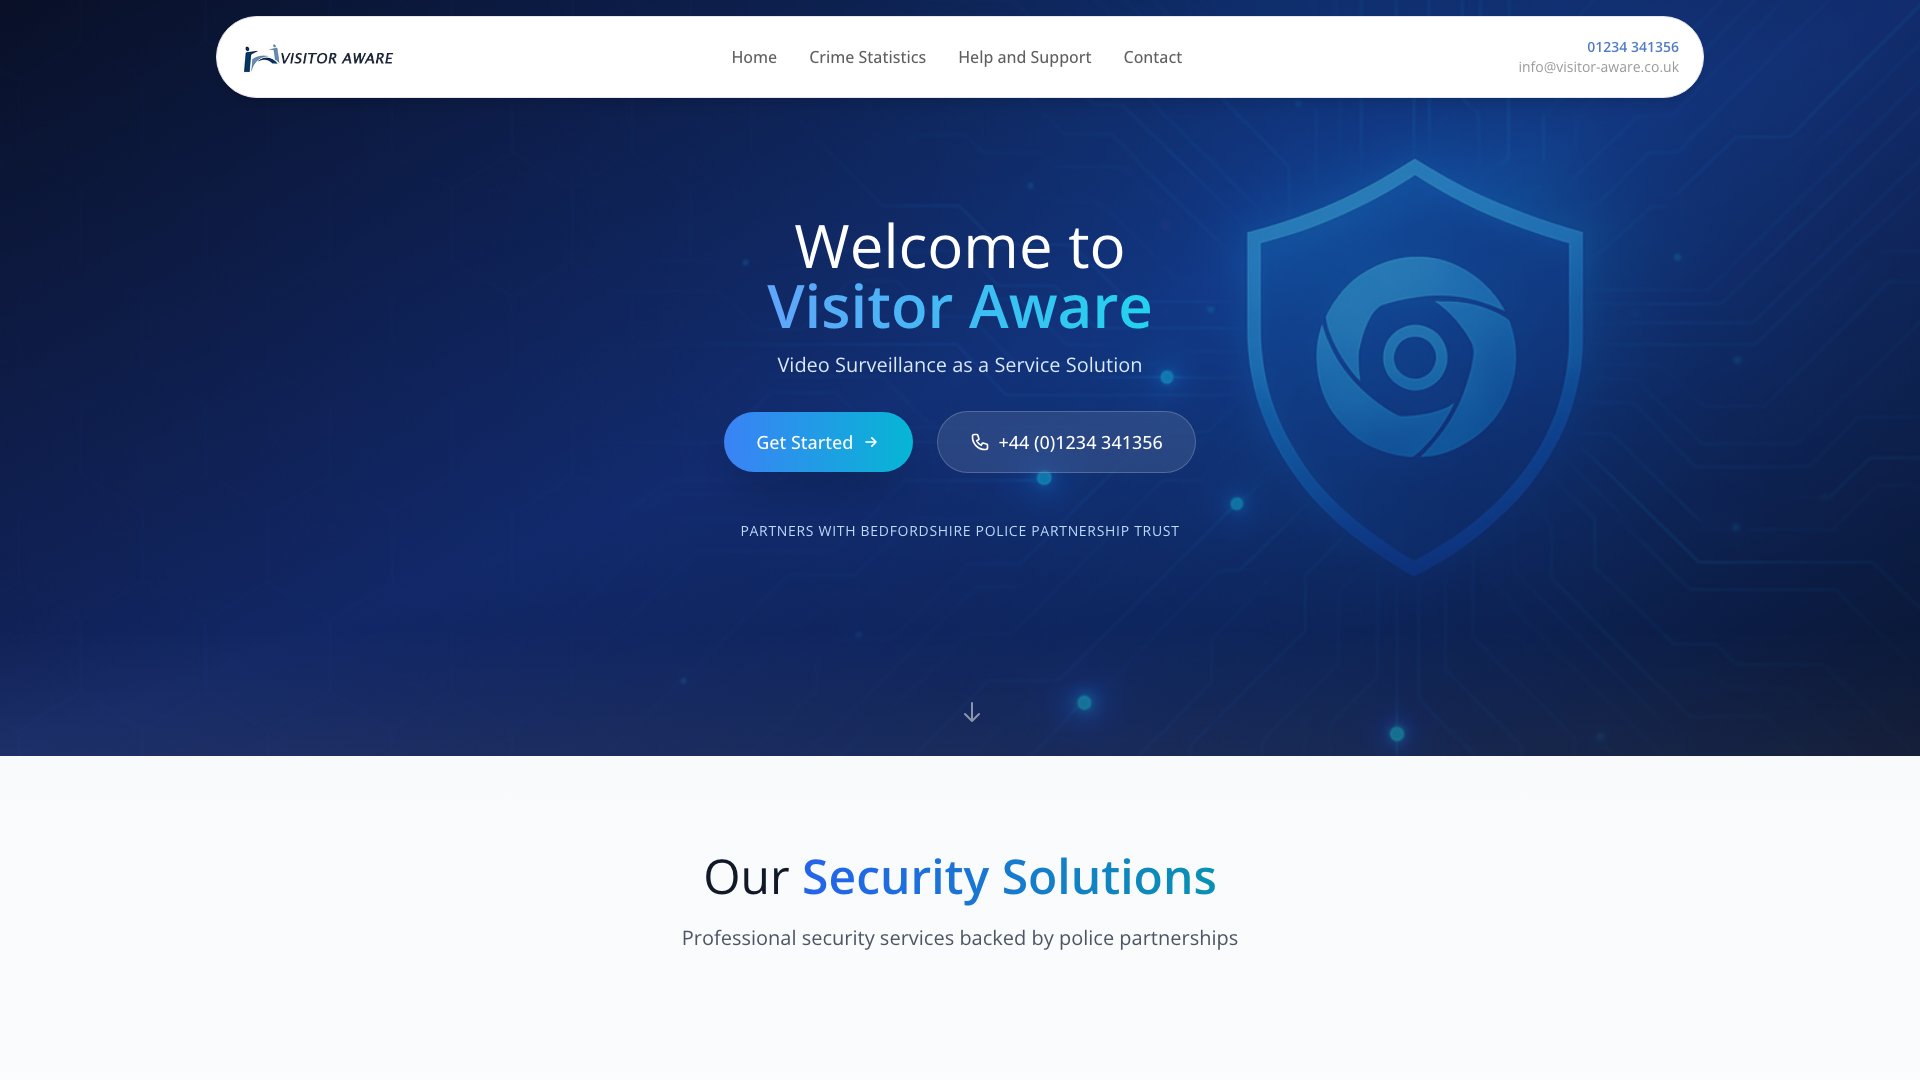 VISITOR AWARE
Home
Crime Statistics
Help and Support
Contact
01234 341356
info@visitor-aware.co.uk
Welcome to
Visitor Aware
Video Surveillance as a Service Solution
Get Started
+44 (0)1234 341356
PARTNERS WITH BEDFORDSHIRE POLICE PARTNERSHIP TRUST
Our Security Solutions
Professional security services backed by police partnerships